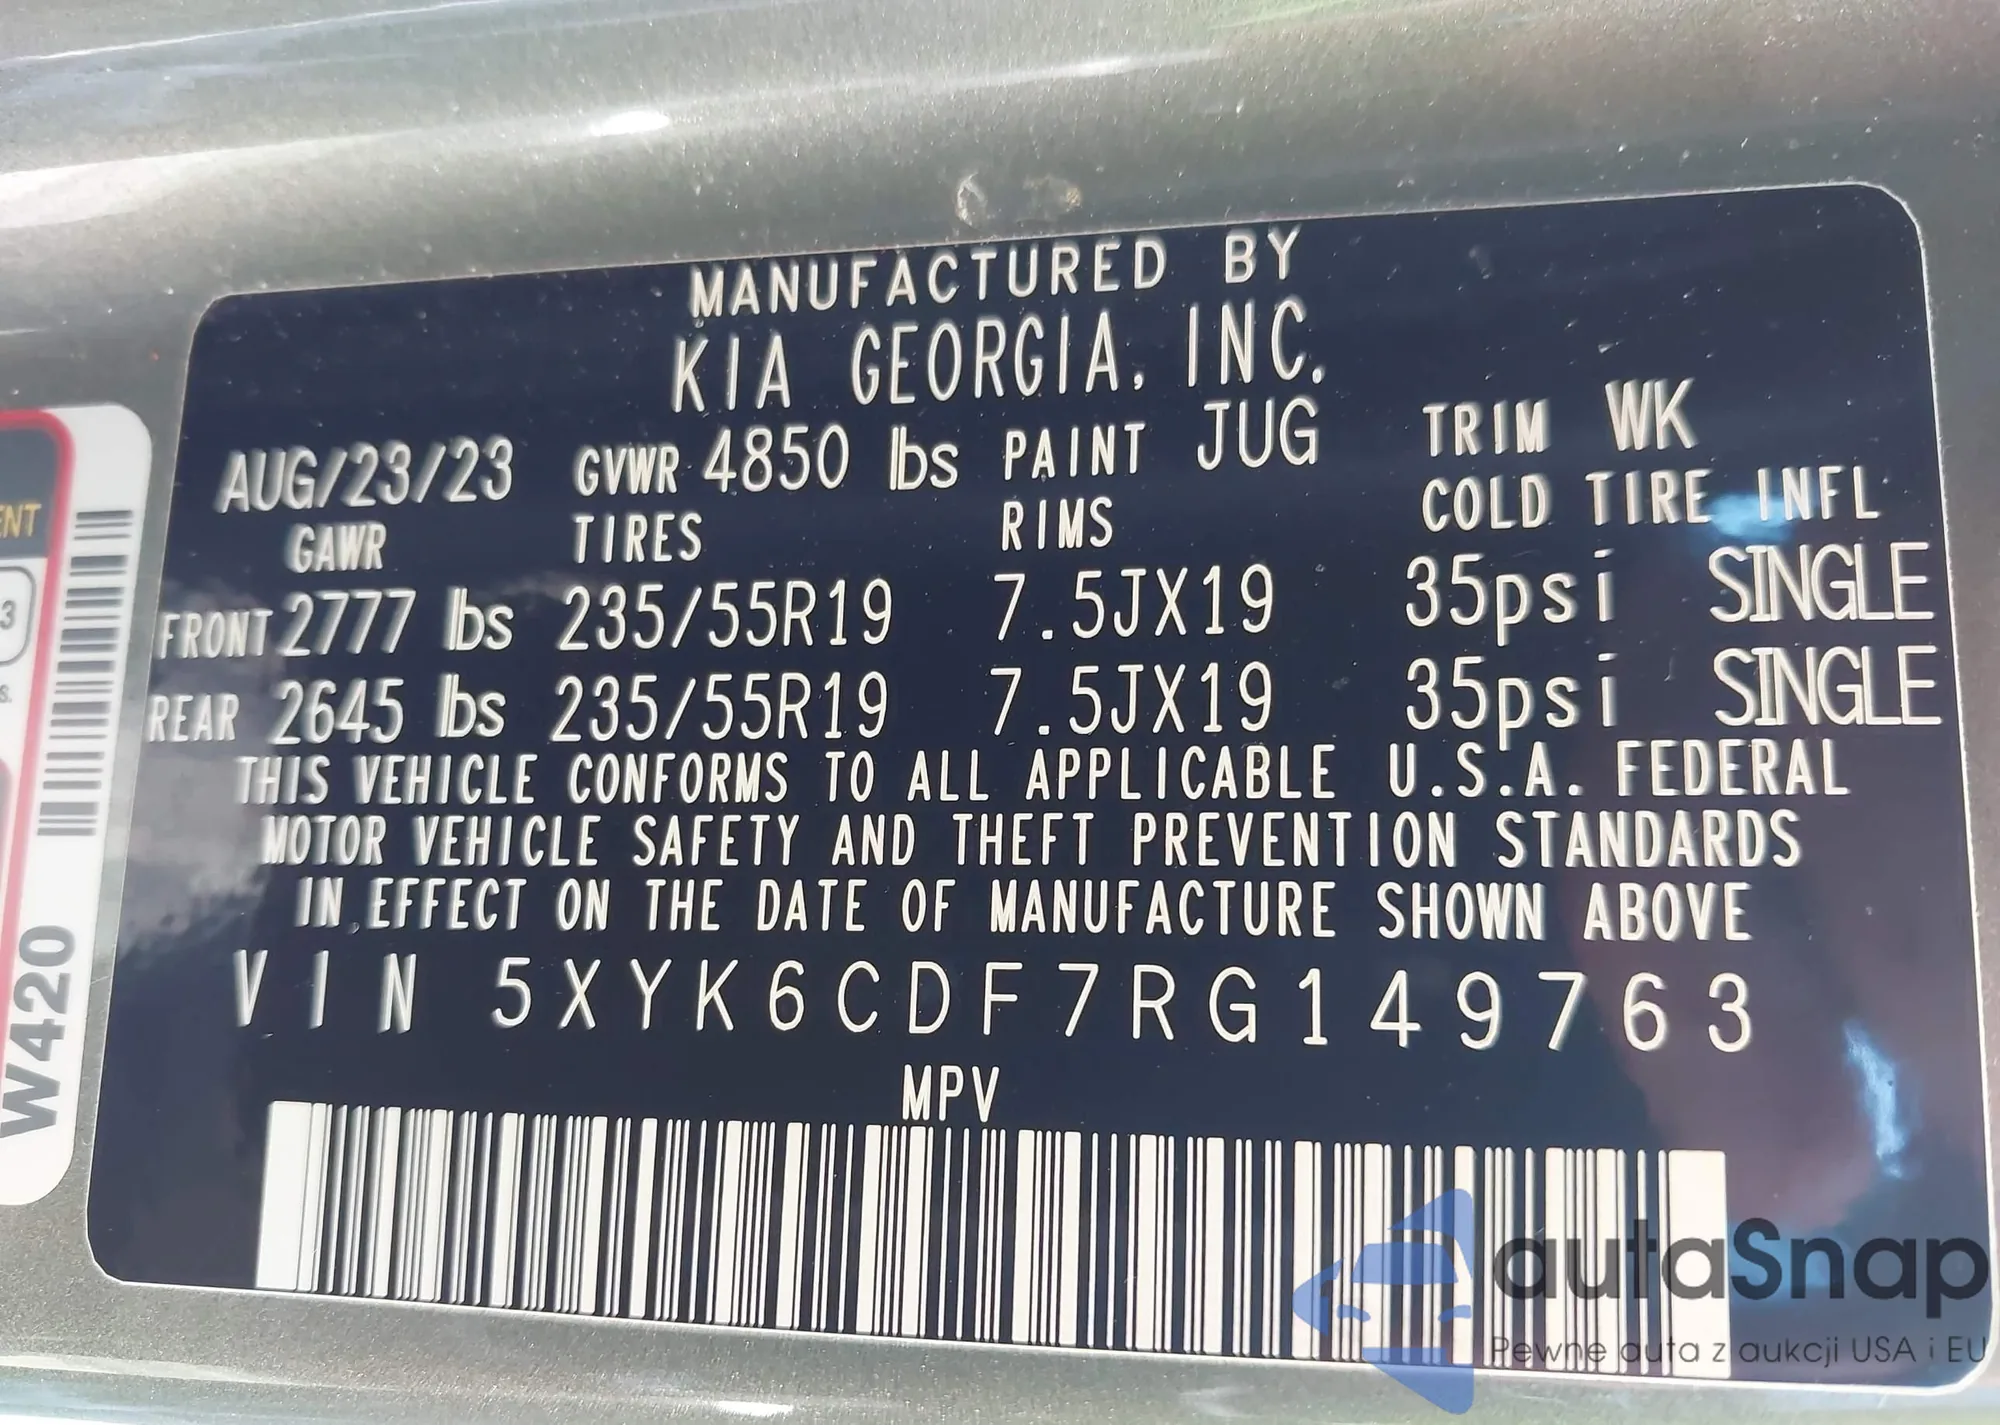 MANUFACTURED BY
KIA GEORGIA, INC.
AUG/23/23 GVWR 4850 lbs PAINT JUG TRIM WK
GAWR TIRES RIMS COLD TIRE INFL
FRONT 2777 lbs 235/55R19 7.5JX19 35psi SINGLE
REAR 2645 lbs 235/55R19 7.5JX19 35psi SINGLE
THIS VEHICLE CONFORMS TO ALL APPLICABLE U.S.A. FEDERAL
MOTOR VEHICLE SAFETY AND THEFT PREVENTION STANDARDS
IN EFFECT ON THE DATE OF MANUFACTURE SHOWN ABOVE
VIN 5XYK6CDF7RG149763
MPV
W420
ENT
3
s.
autaSnap
Pewne auta z aukcji USA i EU